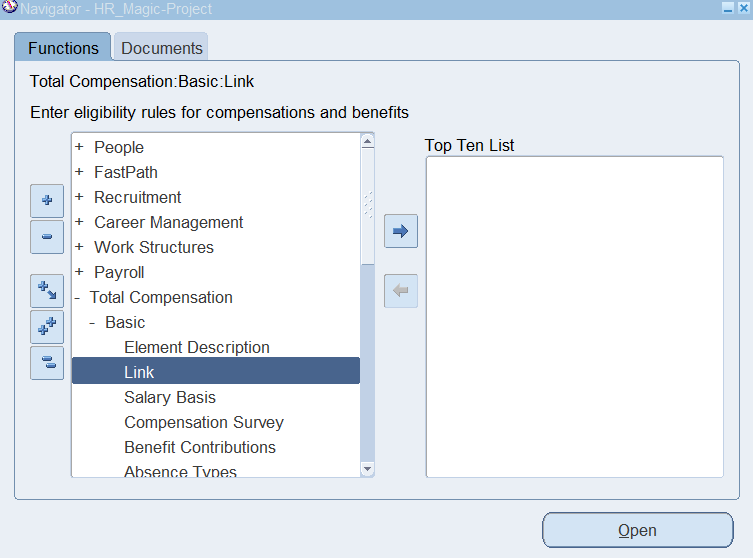 Navigator - HR_Magic-Project
Functions
Documents
Total Compensation:Basic:Link
Enter eligibility rules for compensations and benefits
+ People
+ FastPath
+ Recruitment
+ Career Management
+ Work Structures
+ Payroll
- Total Compensation
- Basic
Element Description
Link
Salary Basis
Compensation Survey
Benefit Contributions
Absence Types
Top Ten List
Open